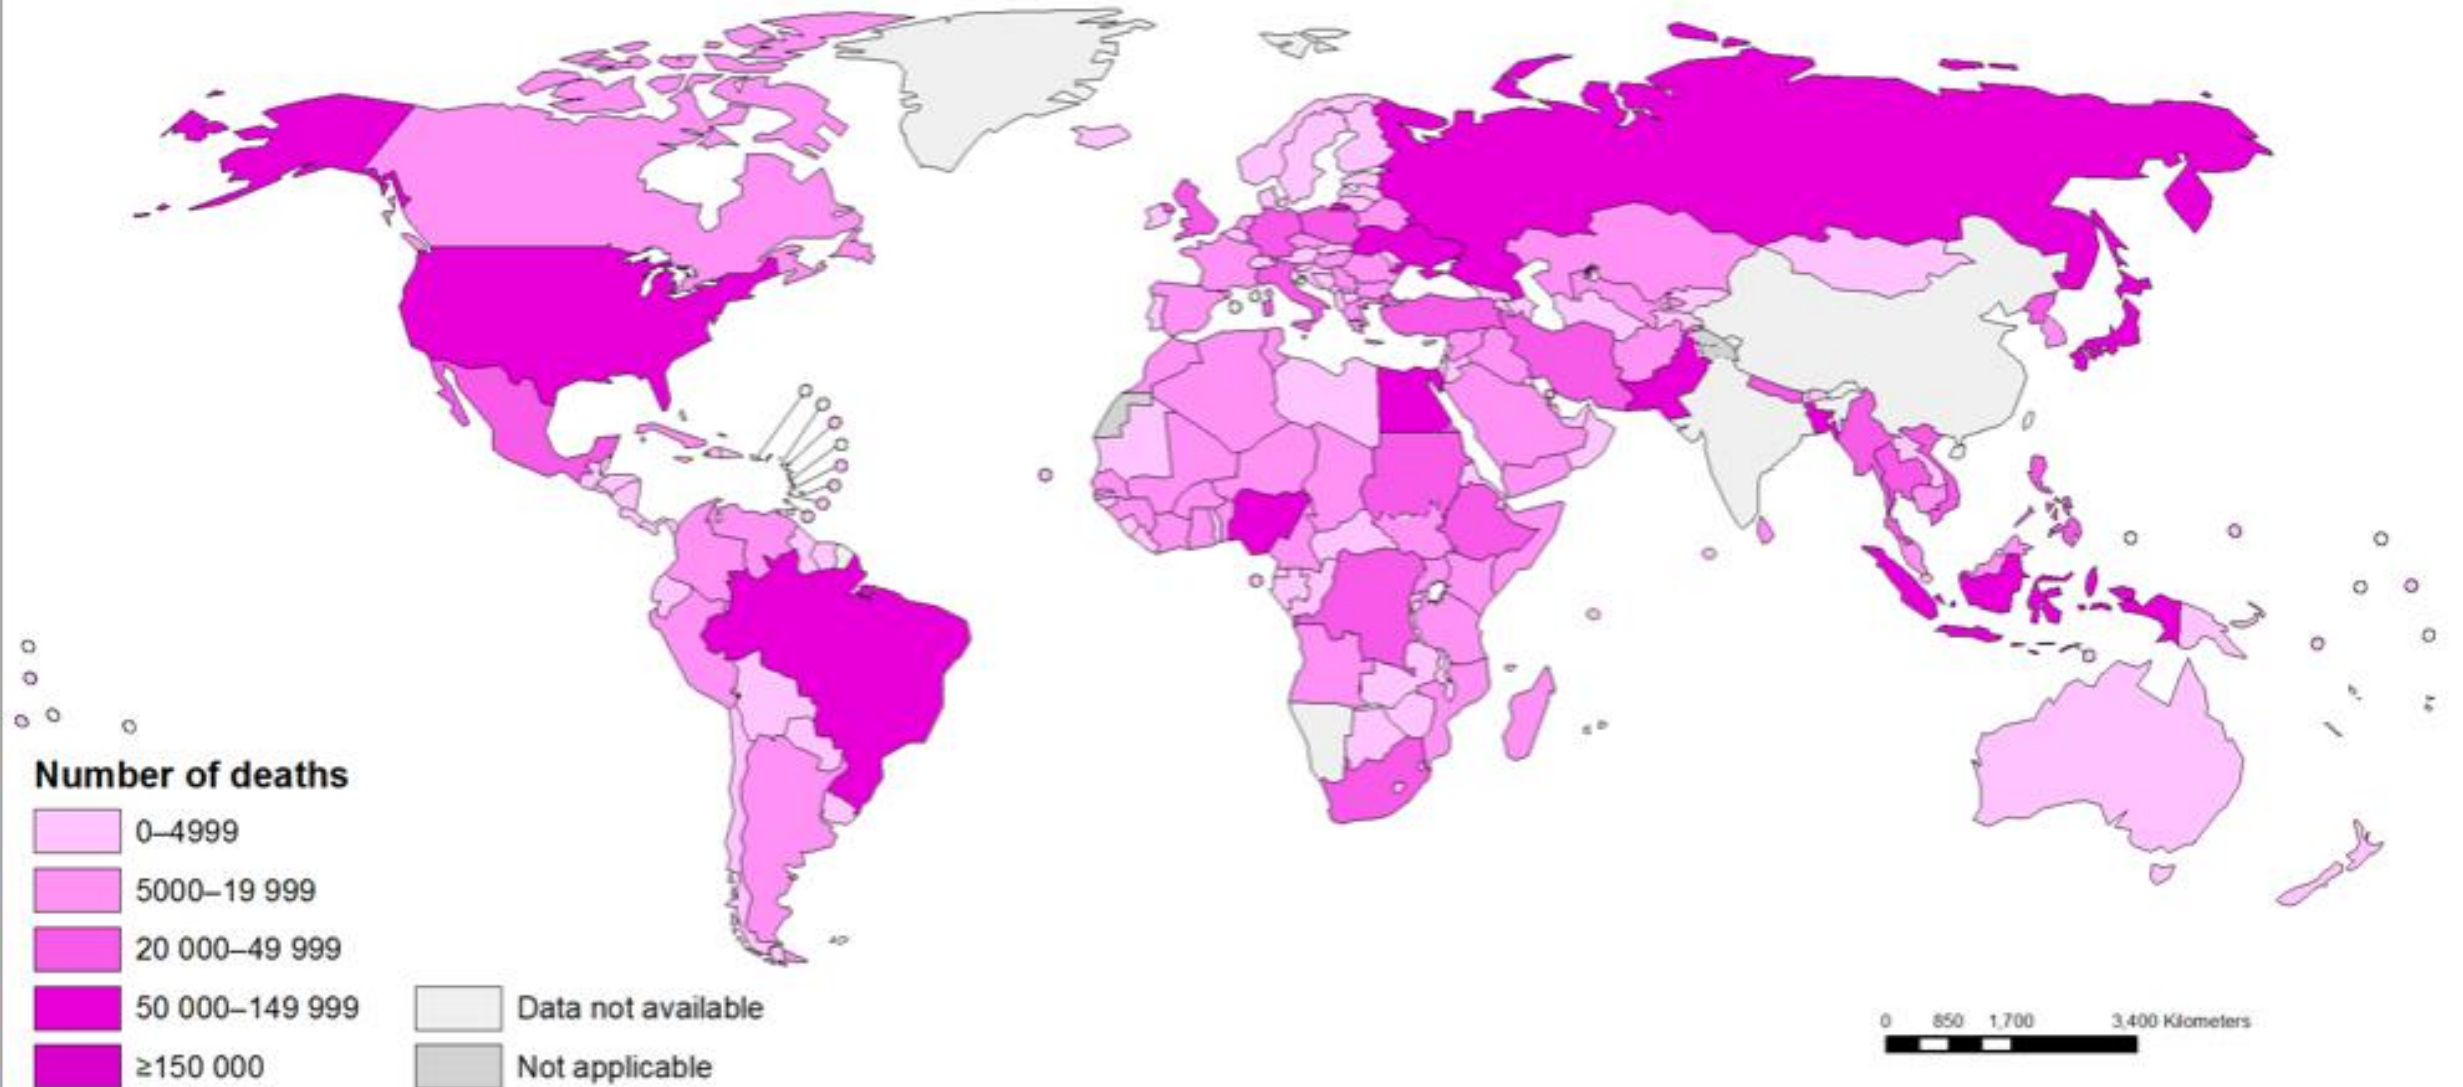 Number of deaths
0–4999
5000–19 999
20 000–49 999
50 000–149 999
≥150 000
Data not available
Not applicable
0 850 1,700 3,400 Kilometers